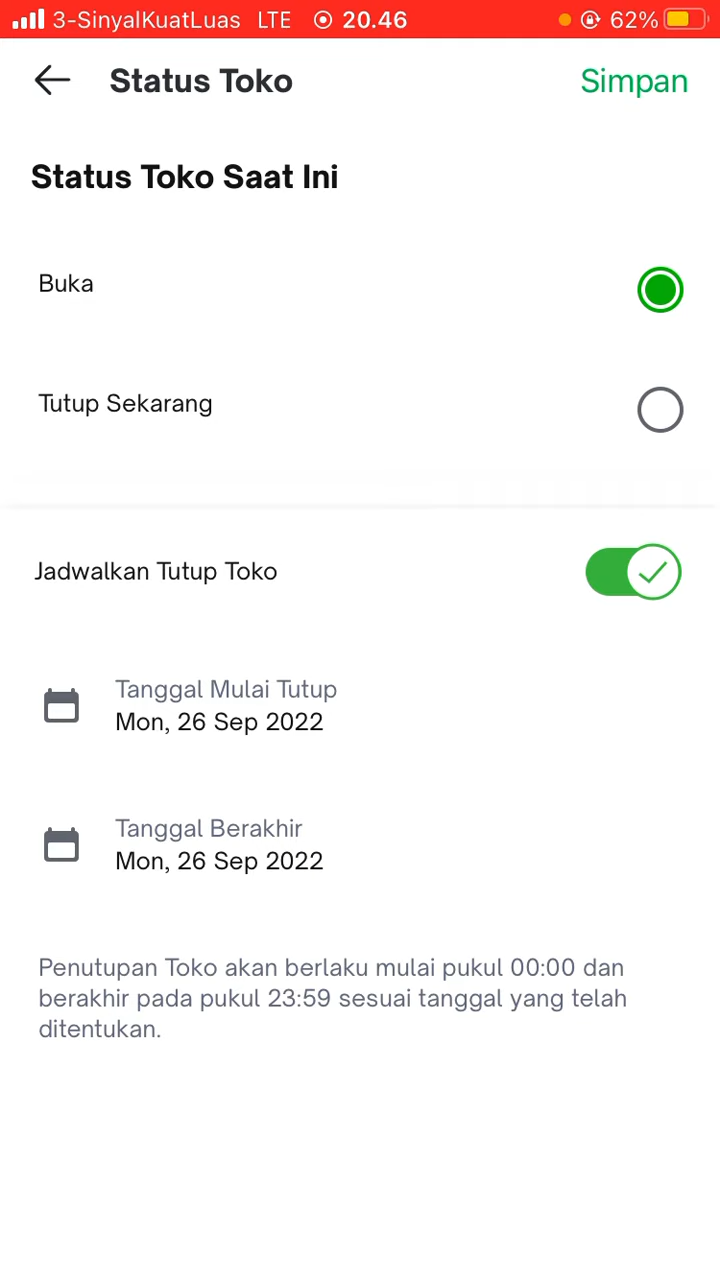 3-SinyalKuatLuas LTE 20.46 62%
Status Toko Simpan
Status Toko Saat Ini
Buka
Tutup Sekarang
Jadwalkan Tutup Toko
Tanggal Mulai Tutup
Mon, 26 Sep 2022
Tanggal Berakhir
Mon, 26 Sep 2022
Penutupan Toko akan berlaku mulai pukul 00:00 dan
berakhir pada pukul 23:59 sesuai tanggal yang telah
ditentukan.